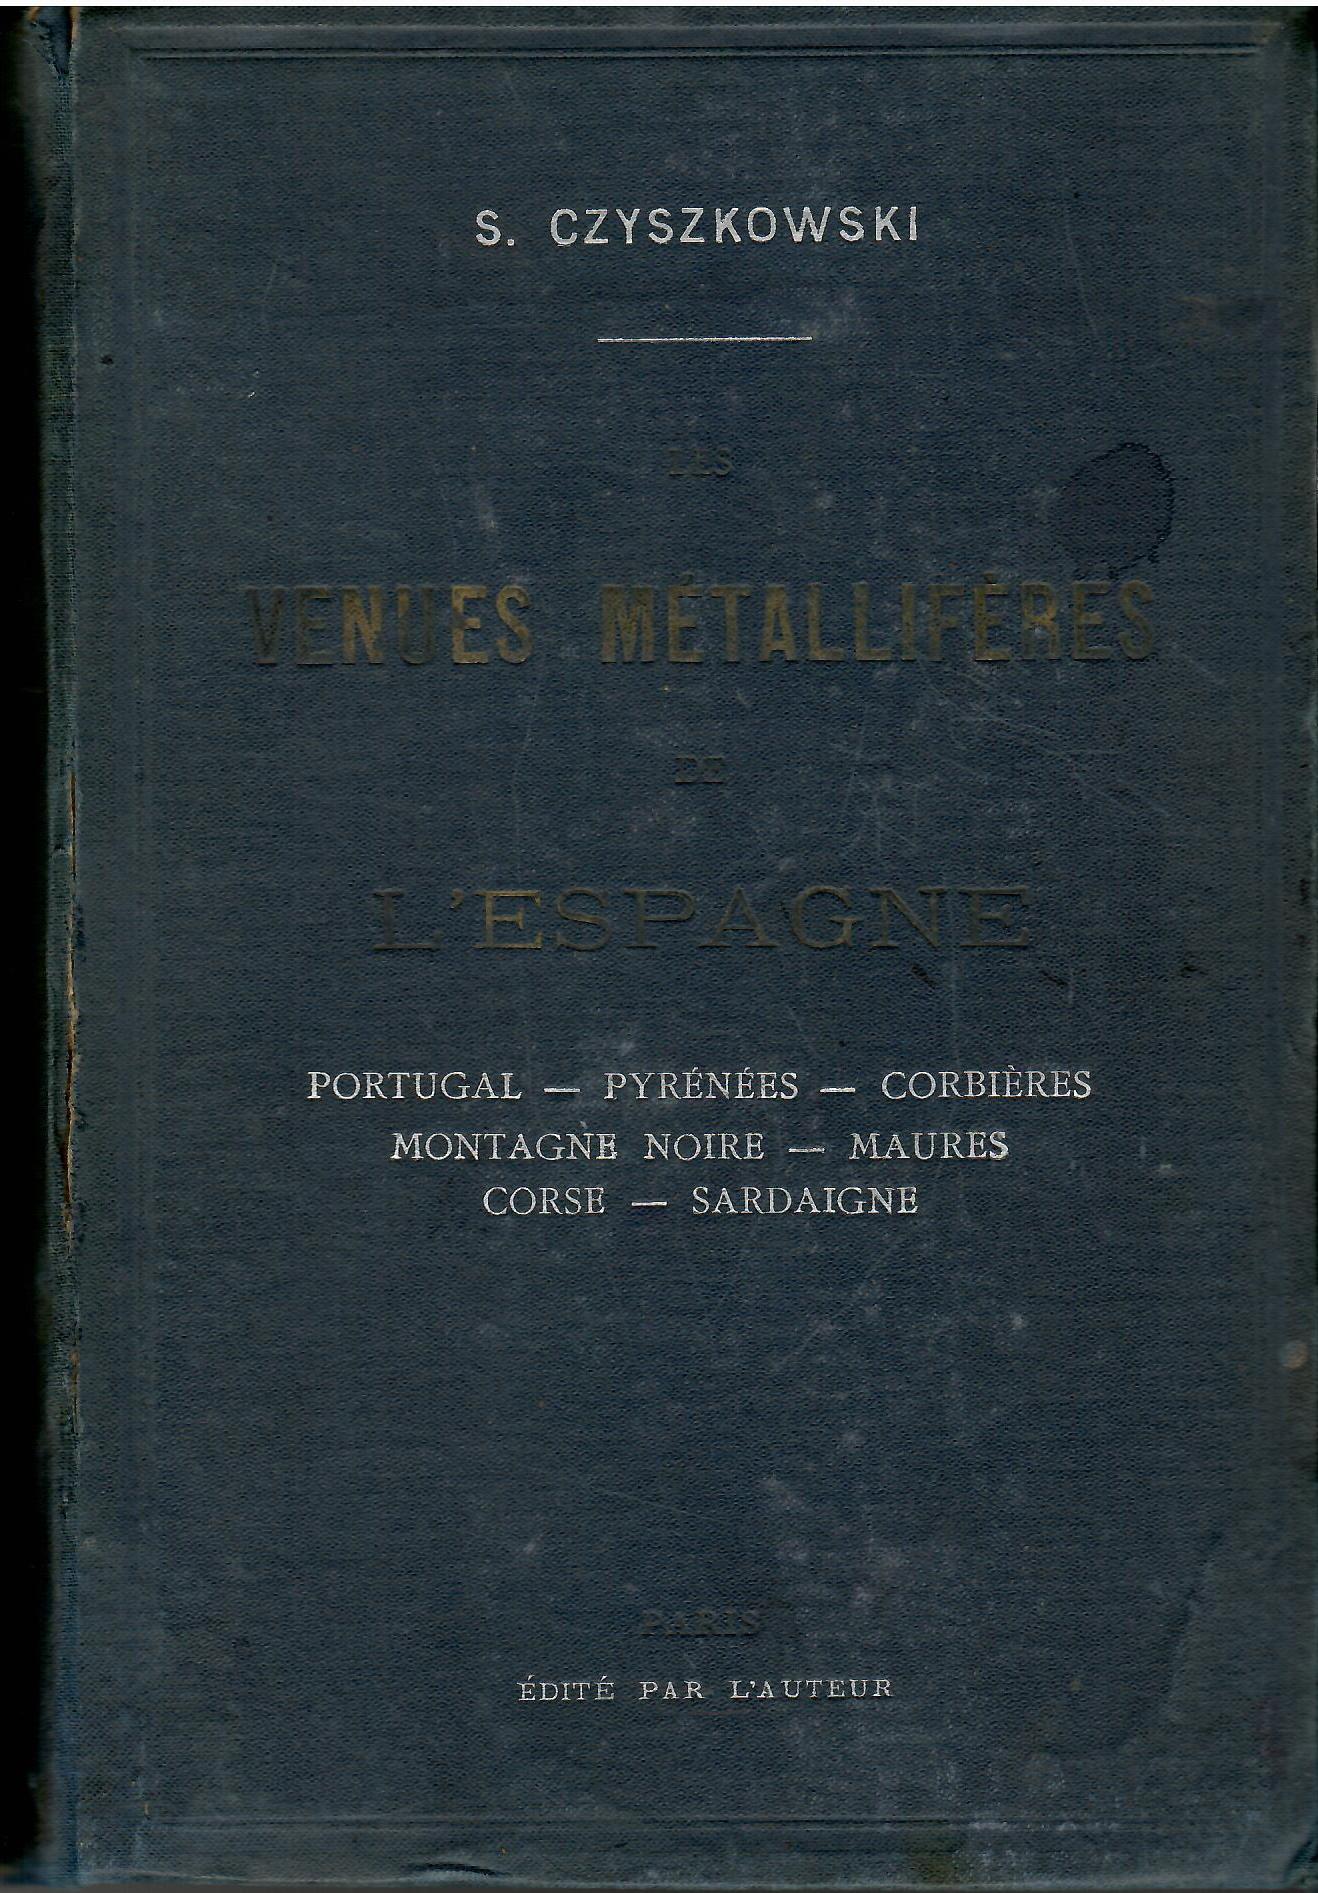 S. CZYSZKOWSKI
LES
VENUES MÉTALLIFÈRES
DE
L'ESPAGNE
PORTUGAL — PYRÉNÉES — CORBIÈRES
MONTAGNE NOIRE — MAURES
CORSE — SARDAIGNE
PARIS
ÉDITÉ PAR L'AUTEUR